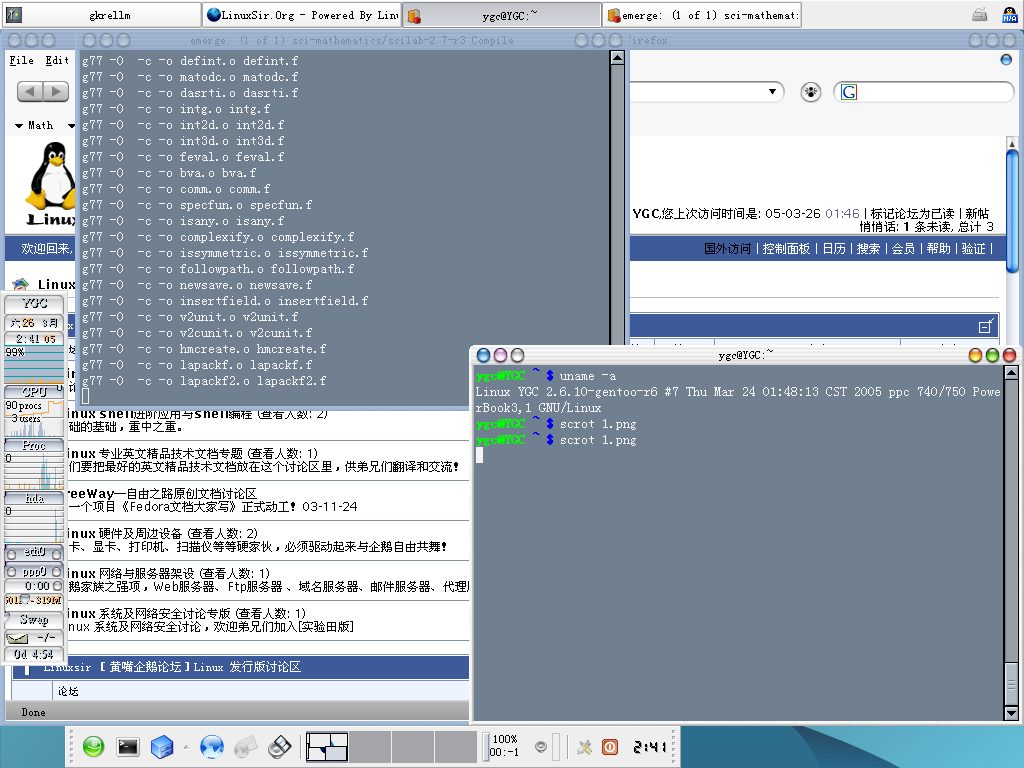 gkrellm
LinuxSir.Org - Powered By Lin
ygc@YGC:~
emerge: (1 of 1) sci-mathemat:
N/A
emerge: (1 of 1) sci-mathematics/scilab-2.7-r3 Compile
irefox
File Edit
G
Math
Linux
g77 -O -c -o defint.o defint.f
g77 -O -c -o matodc.o matodc.f
g77 -O -c -o dasrti.o dasrti.f
g77 -O -c -o intg.o intg.f
g77 -O -c -o int2d.o int2d.f
g77 -O -c -o int3d.o int3d.f
g77 -O -c -o feval.o feval.f
g77 -O -c -o bva.o bva.f
g77 -O -c -o comm.o comm.f
g77 -O -c -o specfun.o specfun.f
g77 -O -c -o isany.o isany.f
g77 -O -c -o complexify.o complexify.f
g77 -O -c -o issymmetric.o issymmetric.f
g77 -O -c -o followpath.o followpath.f
g77 -O -c -o newsave.o newsave.f
g77 -O -c -o insertfield.o insertfield.f
g77 -O -c -o v2unit.o v2unit.f
g77 -O -c -o v2cunit.o v2cunit.f
g77 -O -c -o hmcreate.o hmcreate.f
g77 -O -c -o lapackf.o lapackf.f
g77 -O -c -o lapackf2.o lapackf2.f
YGC,您上次访问时间是: 05-03-26 01:46 | 标记论坛为已读 | 新帖
悄悄话: 1 条未读, 总计 3
欢迎回来,
国外访问 | 控制面板 | 日历 | 搜索 | 会员 | 帮助 | 验证 |
Linux
YGC
六 26 3月
2:41 05
99%
CPU
90 procs
3 users
Proc
0
hda
0
eth0
ppp0
0:00
Swap
-/-
0d 4:54
inux shell进阶应用与shell编程 (查看人数: 2)
础的基础，重中之重。
inux 专业英文精品技术文档专题 (查看人数: 1)
们要把最好的英文精品技术文档放在这个讨论区里，供弟兄们翻译和交流！
reeWay—自由之路原创文档讨论区
一个项目《Fedora文档大家写》正式动工！03-11-24
inux 硬件及周边设备 (查看人数: 2)
卡、显卡、打印机、扫描仪等等硬家伙，必须驱动起来与企鹅自由共舞！
inux 网络与服务器架设 (查看人数: 1)
鹅家族之强项，Web服务器、Ftp服务器 、域名服务器、邮件服务器、代理
inux 系统及网络安全讨论专版 (查看人数: 1)
nux 系统及网络安全讨论，欢迎弟兄们加入[实验田版]
Linuxsir 【 黄嘴企鹅论坛 】Linux 发行版讨论区
论坛
Done
ygc@YGC:~
ygc@YGC ~ $ uname -a
Linux YGC 2.6.10-gentoo-r6 #7 Thu Mar 24 01:48:13 CST 2005 ppc 740/750 Powe
rBook3,1 GNU/Linux
ygc@YGC ~ $ scrot 1.png
ygc@YGC ~ $ scrot 1.png
100%
00:-1
2:41